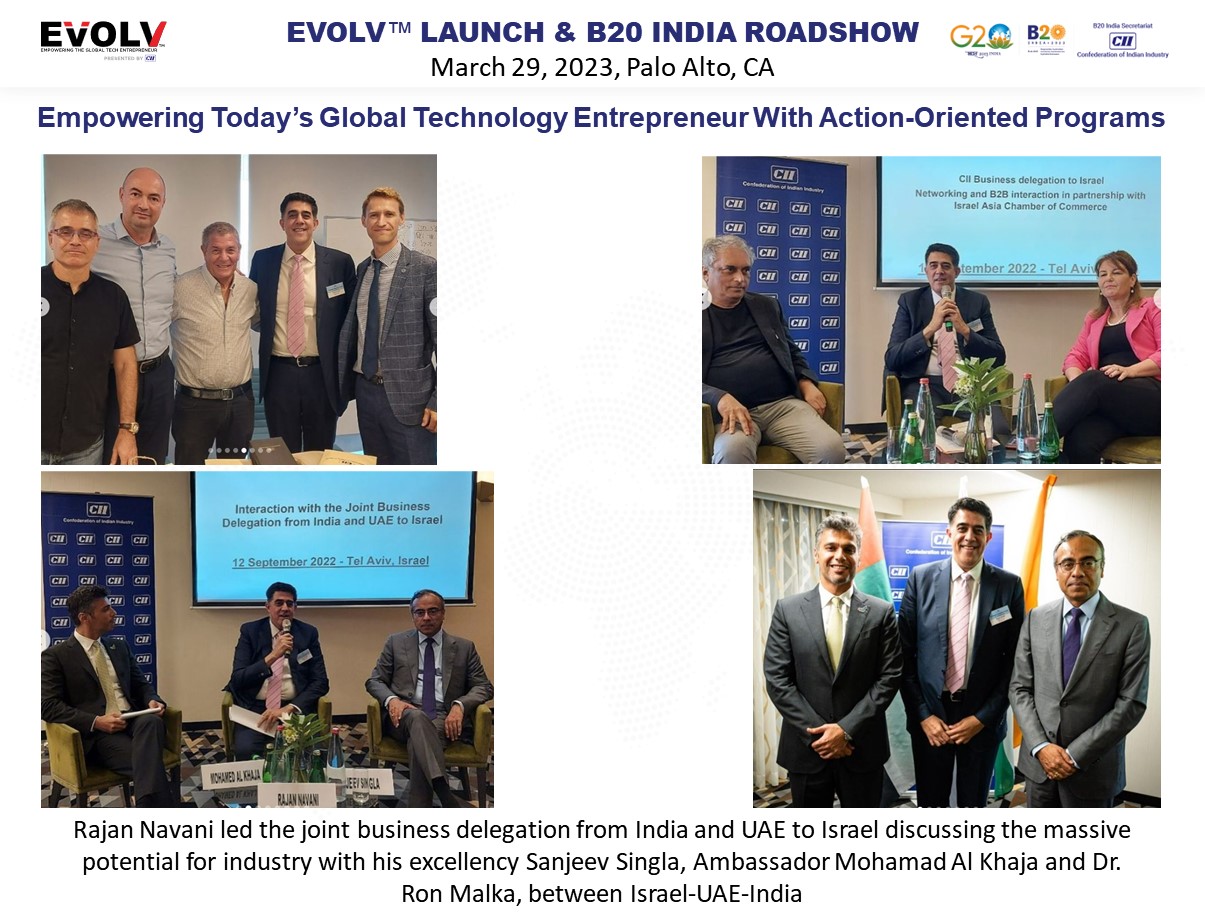 EVOLV™
EMPOWERING THE GLOBAL TECH ENTREPRENEUR
PRESENTED BY CII
EVOLV™ LAUNCH & B20 INDIA ROADSHOW
March 29, 2023, Palo Alto, CA
G20
B20
B20 India Secretariat
CII
Confederation of Indian Industry
Empowering Today’s Global Technology Entrepreneur With Action-Oriented Programs
CII
Confederation of Indian Industry
CII Business delegation to Israel
Networking and B2B interaction in partnership with
Israel Asia Chamber of Commerce
September 2022 - Tel Aviv
CII
Confederation of Indian Industry
Interaction with the Joint Business
Delegation from India and UAE to Israel
12 September 2022 - Tel Aviv, Israel
MOHAMED AL KHAJA
RAJAN NAVANI
SINGLA
Confederation of Indian
CII
Rajan Navani led the joint business delegation from India and UAE to Israel discussing the massive
potential for industry with his excellency Sanjeev Singla, Ambassador Mohamad Al Khaja and Dr.
Ron Malka, between Israel-UAE-India